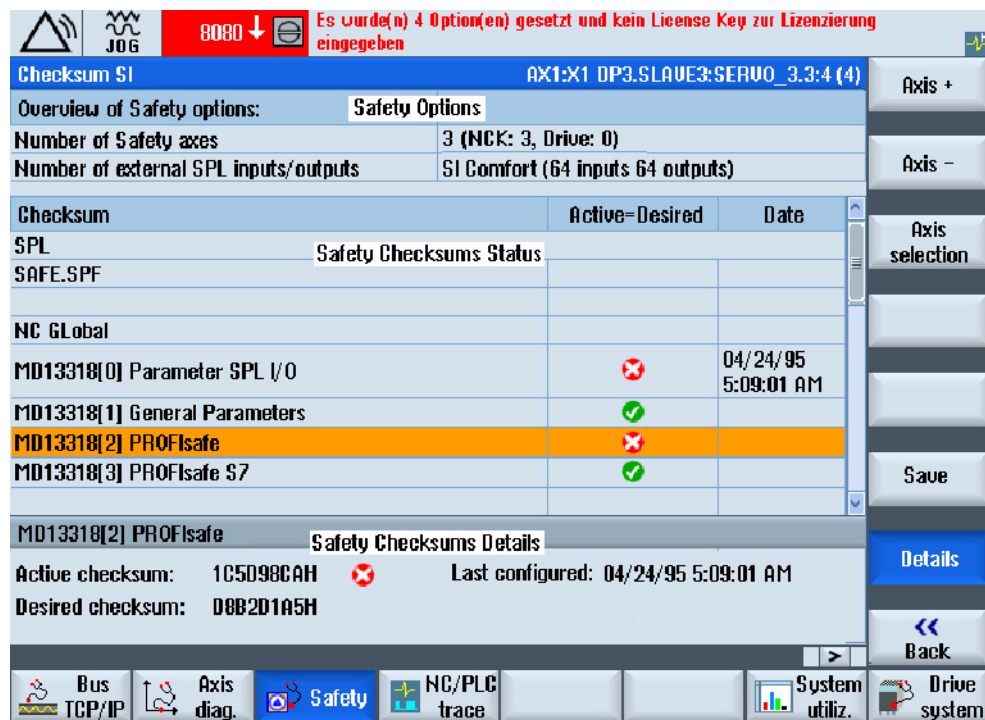 JOG
8080
Es wurde(n) 4 Option(en) gesetzt und kein License Key zur Lizenzierung
eingegeben
Checksum SI AX1:X1 DP3.SLAVE3:SERVO_3.3:4 (4)
Overview of Safety options: Safety Options
Number of Safety axes 3 (NCK: 3, Drive: 0)
Number of external SPL inputs/outputs SI Comfort (64 inputs 64 outputs)
Checksum Active=Desired Date
SPL
Safety Checksums Status
SAFE.SPF
NC GLobal
MD13318[0] Parameter SPL I/O 04/24/95
5:09:01 AM
MD13318[1] General Parameters
MD13318[2] PROFIsafe
MD13318[3] PROFIsafe S7
MD13318[2] PROFIsafe
Safety Checksums Details
Active checksum: 1C5D98CAH Last configured: 04/24/95 5:09:01 AM
Desired checksum: D8B2D1A5H
Axis +
Axis -
Axis
selection
Save
Details
<<
Back
>
Bus
TCP/IP
Axis
diag.
Safety
NC/PLC
trace
System
utiliz.
Drive
system